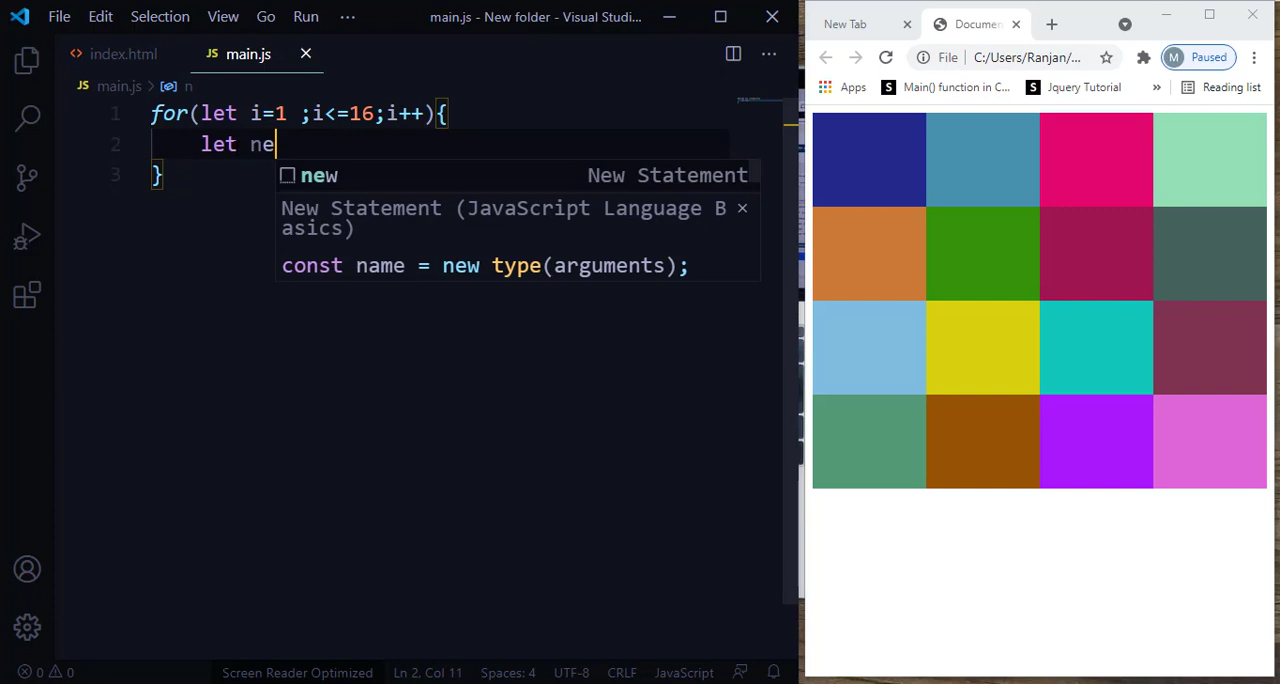 File Edit Selection View Go Run ··· main.js - New folder - Visual Studi...
index.html JS main.js
JS main.js > n
1 for(let i=1 ;i<=16;i++){
2 let ne
3 }
new New Statement
New Statement (JavaScript Language B
asics)
const name = new type(arguments);
0 0 Screen Reader Optimized Ln 2, Col 11 Spaces: 4 UTF-8 CRLF JavaScript
New Tab Documen
File C:/Users/Ranjan/... M Paused
Apps S Main() function in C... S Jquery Tutorial » Reading list